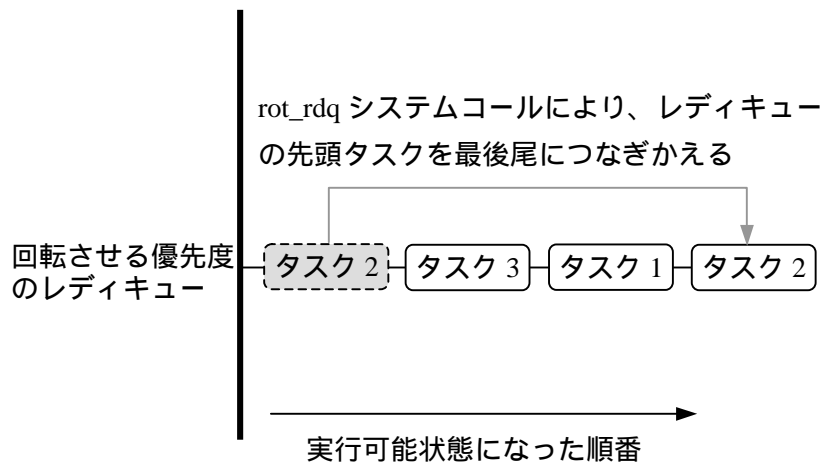 rot_rdq システムコールにより、レディキュー
の先頭タスクを最後尾につなぎかえる
回転させる優先度
のレディキュー
タスク 2
タスク 3
タスク 1
タスク 2
実行可能状態になった順番